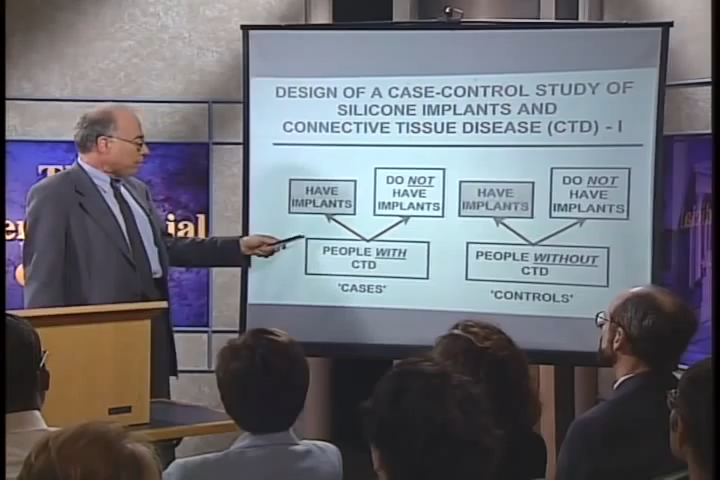 DESIGN OF A CASE-CONTROL STUDY OF
SILICONE IMPLANTS AND
CONNECTIVE TISSUE DISEASE (CTD) - I
HAVE
IMPLANTS
DO NOT
HAVE
IMPLANTS
HAVE
IMPLANTS
DO NOT
HAVE
IMPLANTS
PEOPLE WITH
CTD
PEOPLE WITHOUT
CTD
'CASES'
'CONTROLS'